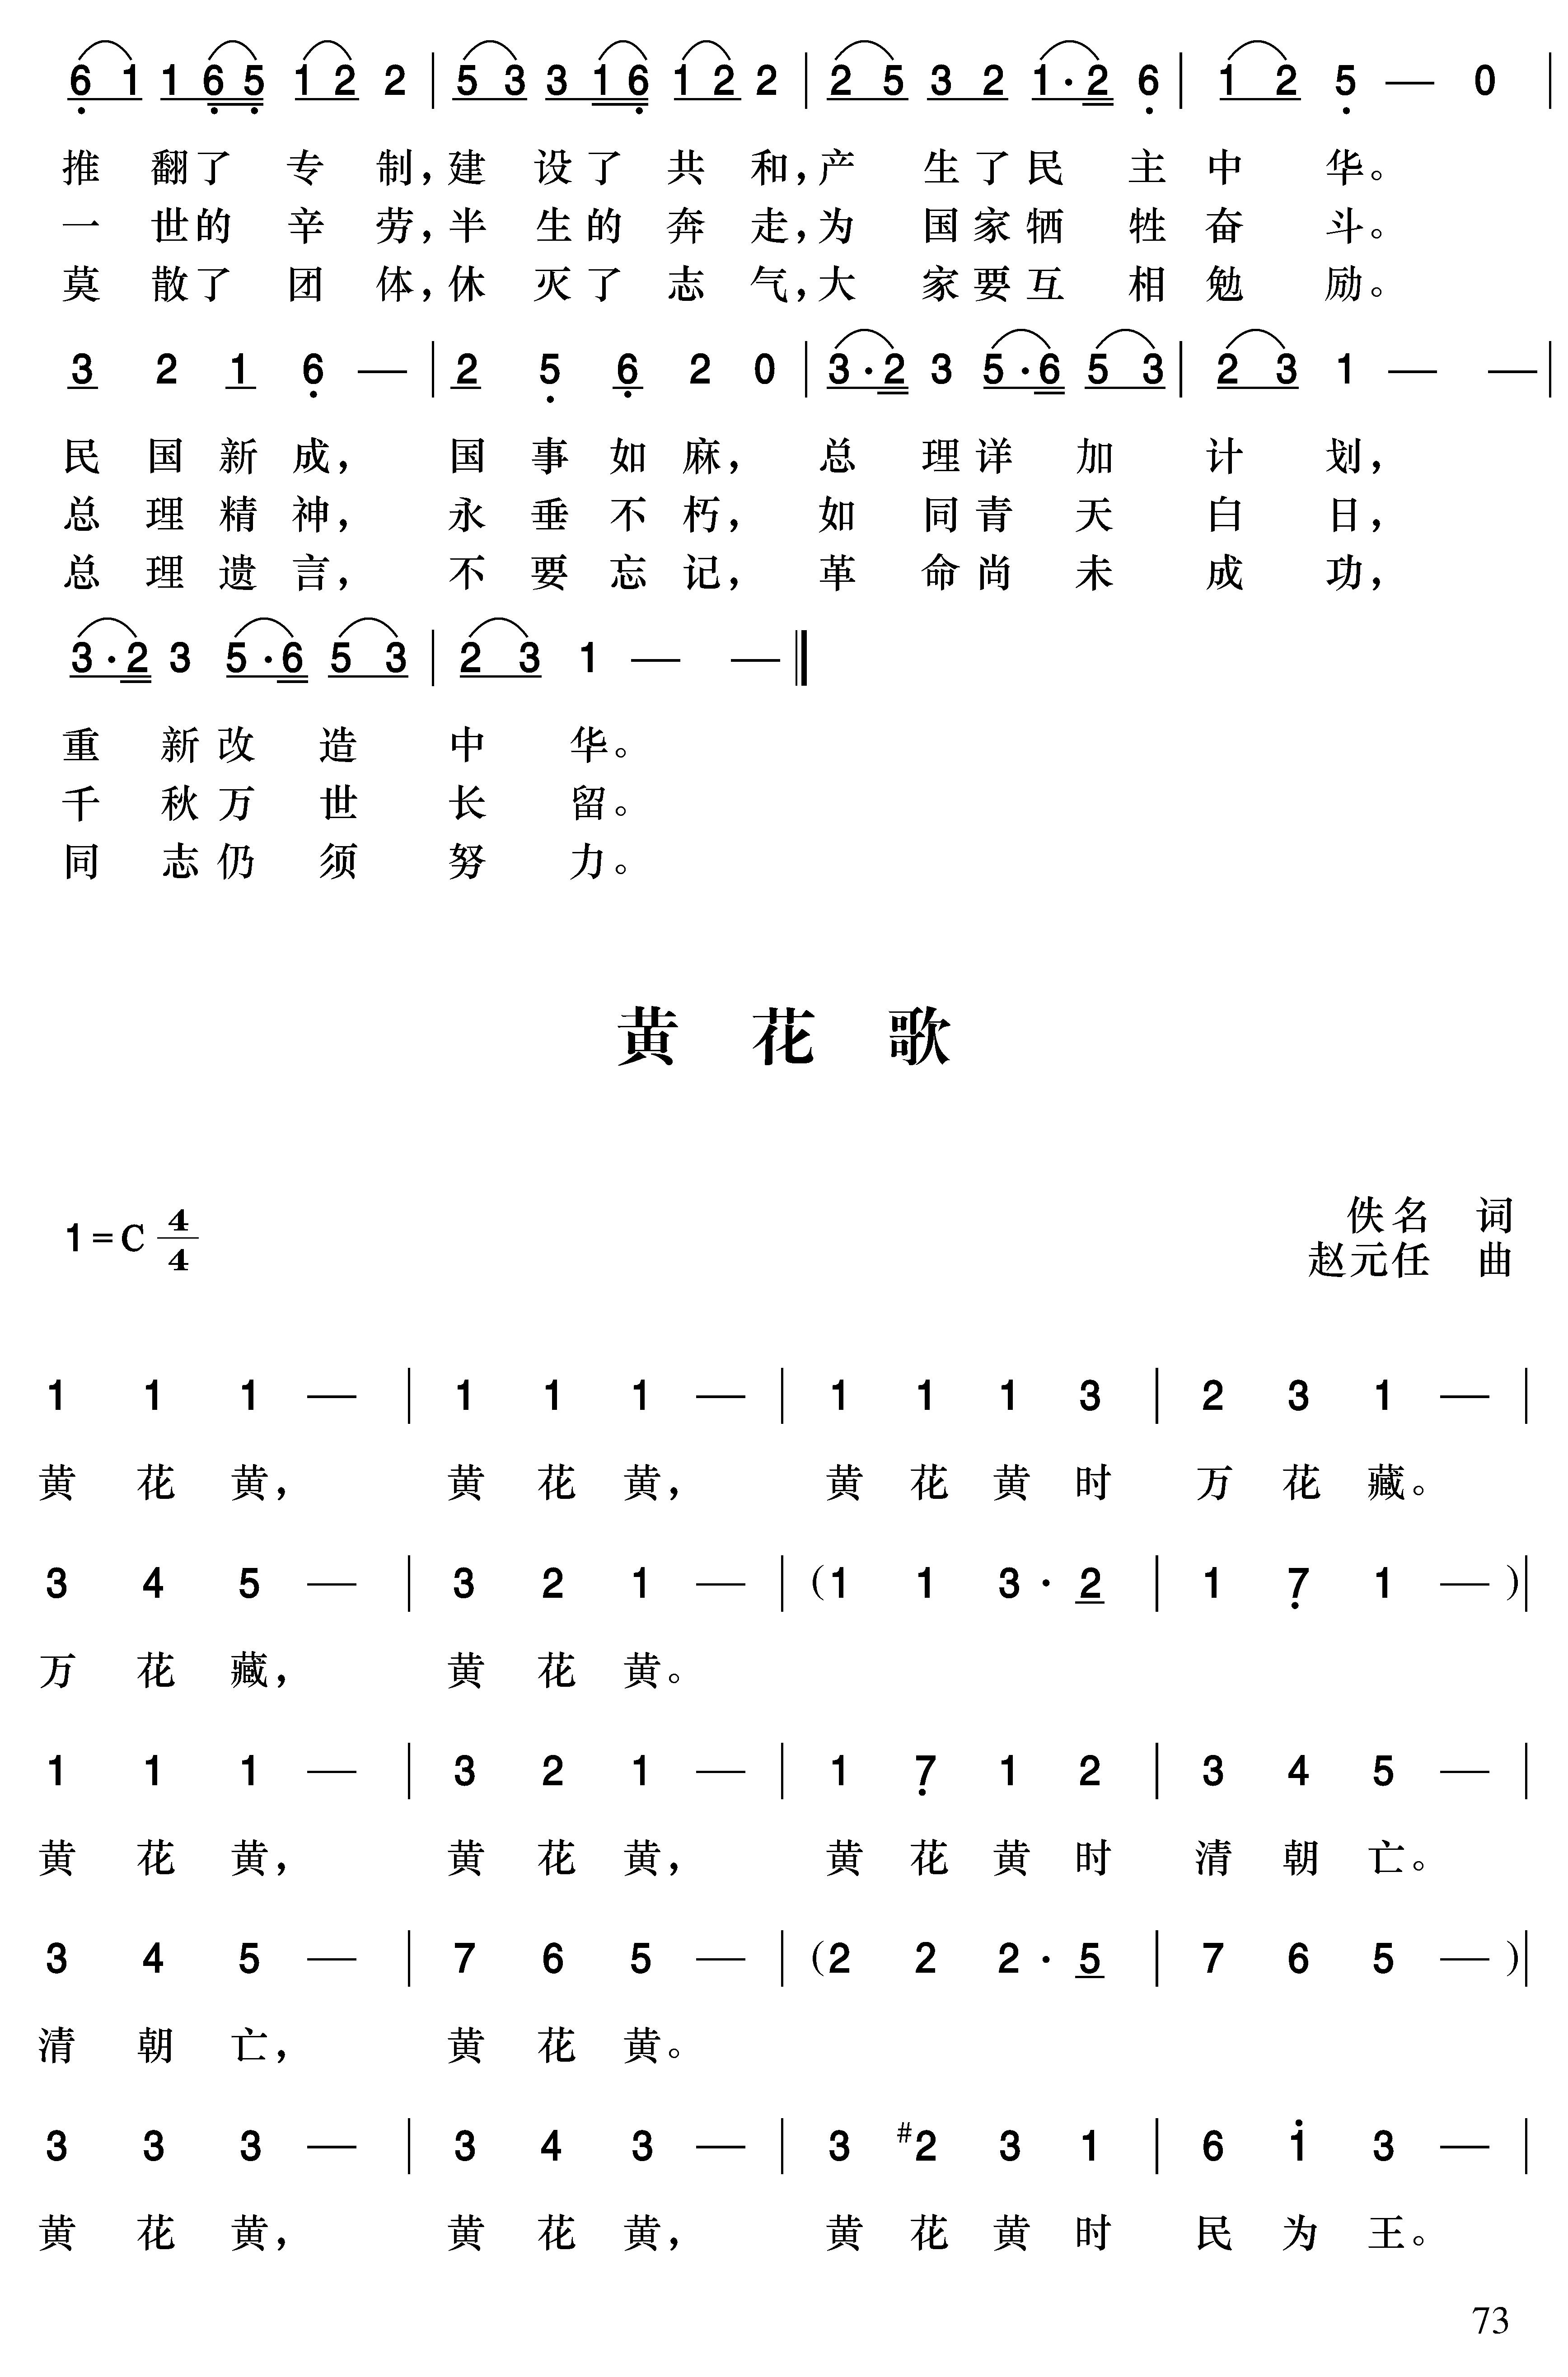 6 1 1 6 5 1 2 2 | 5 3 3 1 6 1 2 2 | 2 5 3 2 1·2 6 | 1 2 5 — 0 |
推 翻了 专 制,建 设了 共 和,产 生了民 主 中 华。
一 世的 辛 劳,半 生的 奔 走,为 国家牺 牲 奋 斗。
莫 散了 团 体,休 灭了 志 气,大 家要互 相 勉 励。
3 2 1 6 — | 2 5 6 2 0 | 3·2 3 5·6 5 3 | 2 3 1 — — |
民 国 新 成, 国 事 如 麻, 总 理详 加 计 划,
总 理 精 神, 永 垂 不 朽, 如 同青 天 白 日,
总 理 遗 言, 不 要 忘 记, 革 命尚 未 成 功,
3·2 3 5·6 5 3 | 2 3 1 — — ‖
重 新改 造 中 华。
千 秋万 世 长 留。
同 志仍 须 努 力。
黄 花 歌
1=C 4/4
佚名 词
赵元任 曲
1 1 1 — | 1 1 1 — | 1 1 1 3 | 2 3 1 — |
黄 花 黄, 黄 花 黄, 黄 花 黄 时 万 花 藏。
3 4 5 — | 3 2 1 — | (1 1 3· 2 | 1 7 1 — )|
万 花 藏, 黄 花 黄。
1 1 1 — | 3 2 1 — | 1 7 1 2 | 3 4 5 — |
黄 花 黄, 黄 花 黄, 黄 花 黄 时 清 朝 亡。
3 4 5 — | 7 6 5 — | (2 2 2· 5 | 7 6 5 — )|
清 朝 亡, 黄 花 黄。
3 3 3 — | 3 4 3 — | 3 #2 3 1 | 6 1 3 — |
黄 花 黄, 黄 花 黄, 黄 花 黄 时 民 为 王。
73